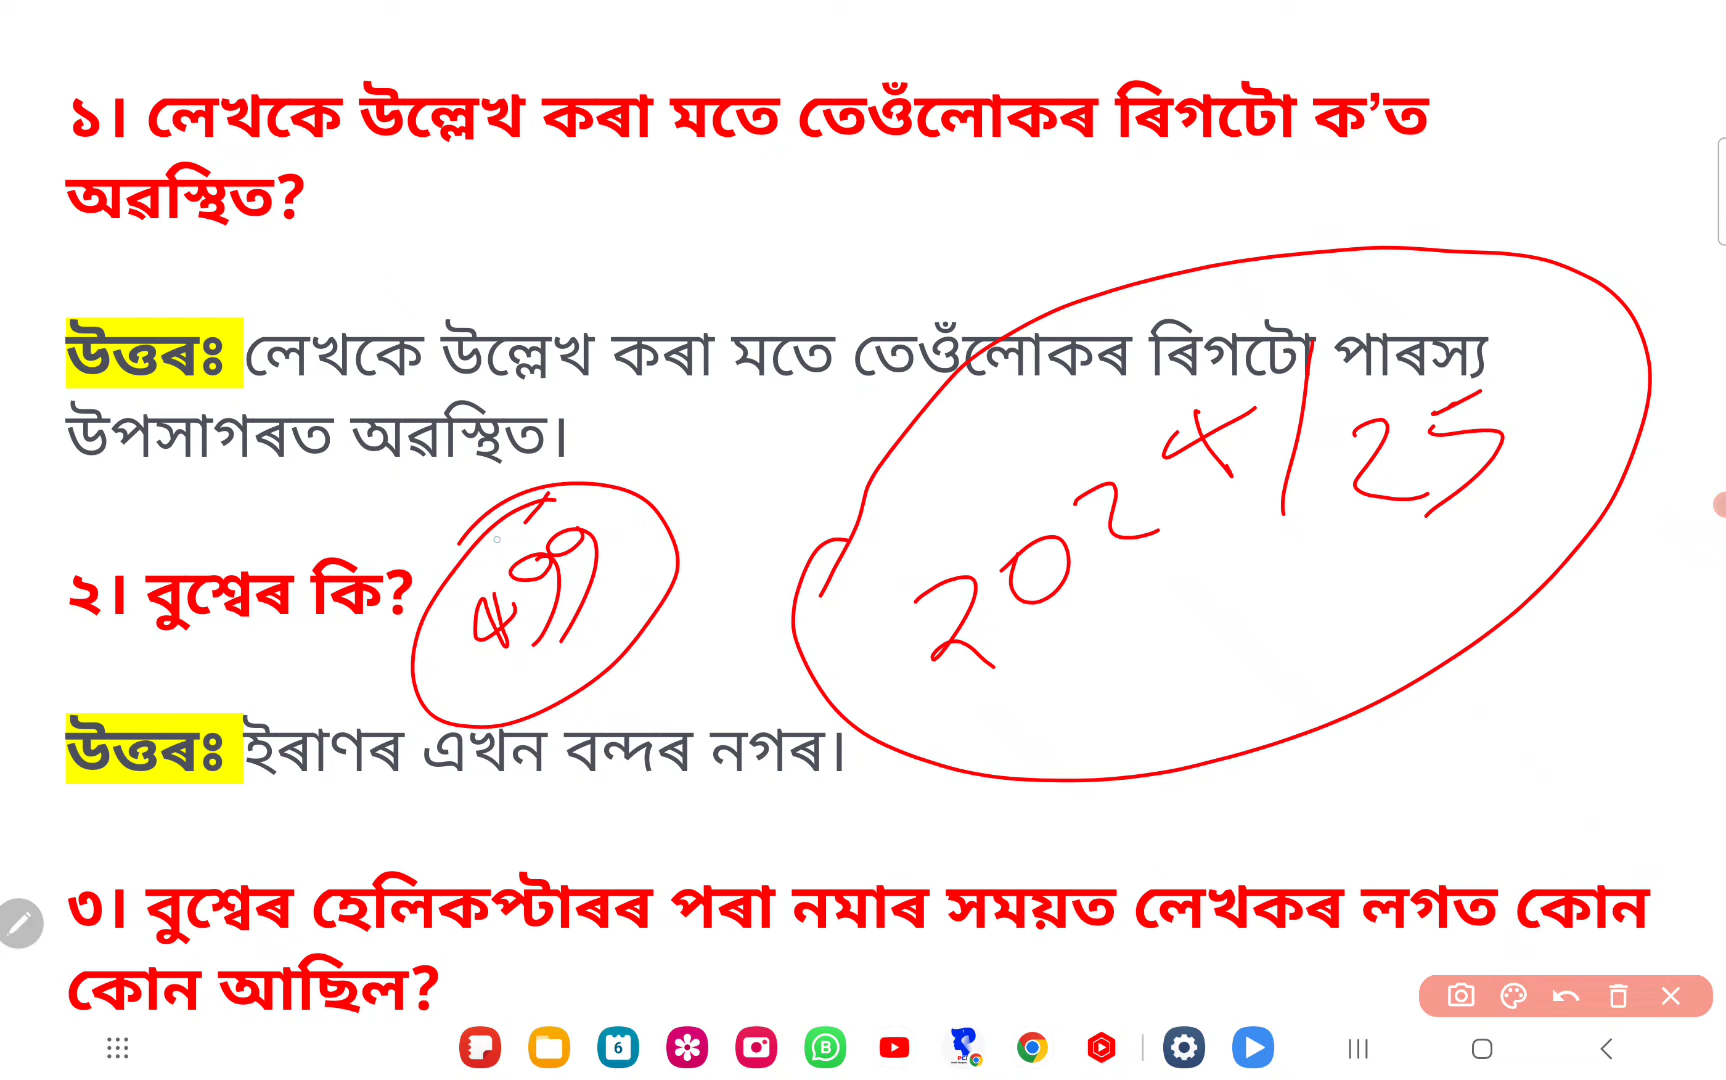 ১। লেখকে উল্লেখ কৰা মতে তেওঁলোকৰ ৰিগটো ক’ত
অৱস্থিত?
উত্তৰঃ লেখকে উল্লেখ কৰা মতে তেওঁলোকৰ ৰিগটো পাৰস্য
উপসাগৰত অৱস্থিত।
2024/25
২। বুশ্বেৰ কি?
উত্তৰঃ ইৰাণৰ এখন বন্দৰ নগৰ।
৩। বুশ্বেৰ হেলিকপ্টাৰৰ পৰা নমাৰ সময়ত লেখকৰ লগত কোন
কোন আছিল?
6
B